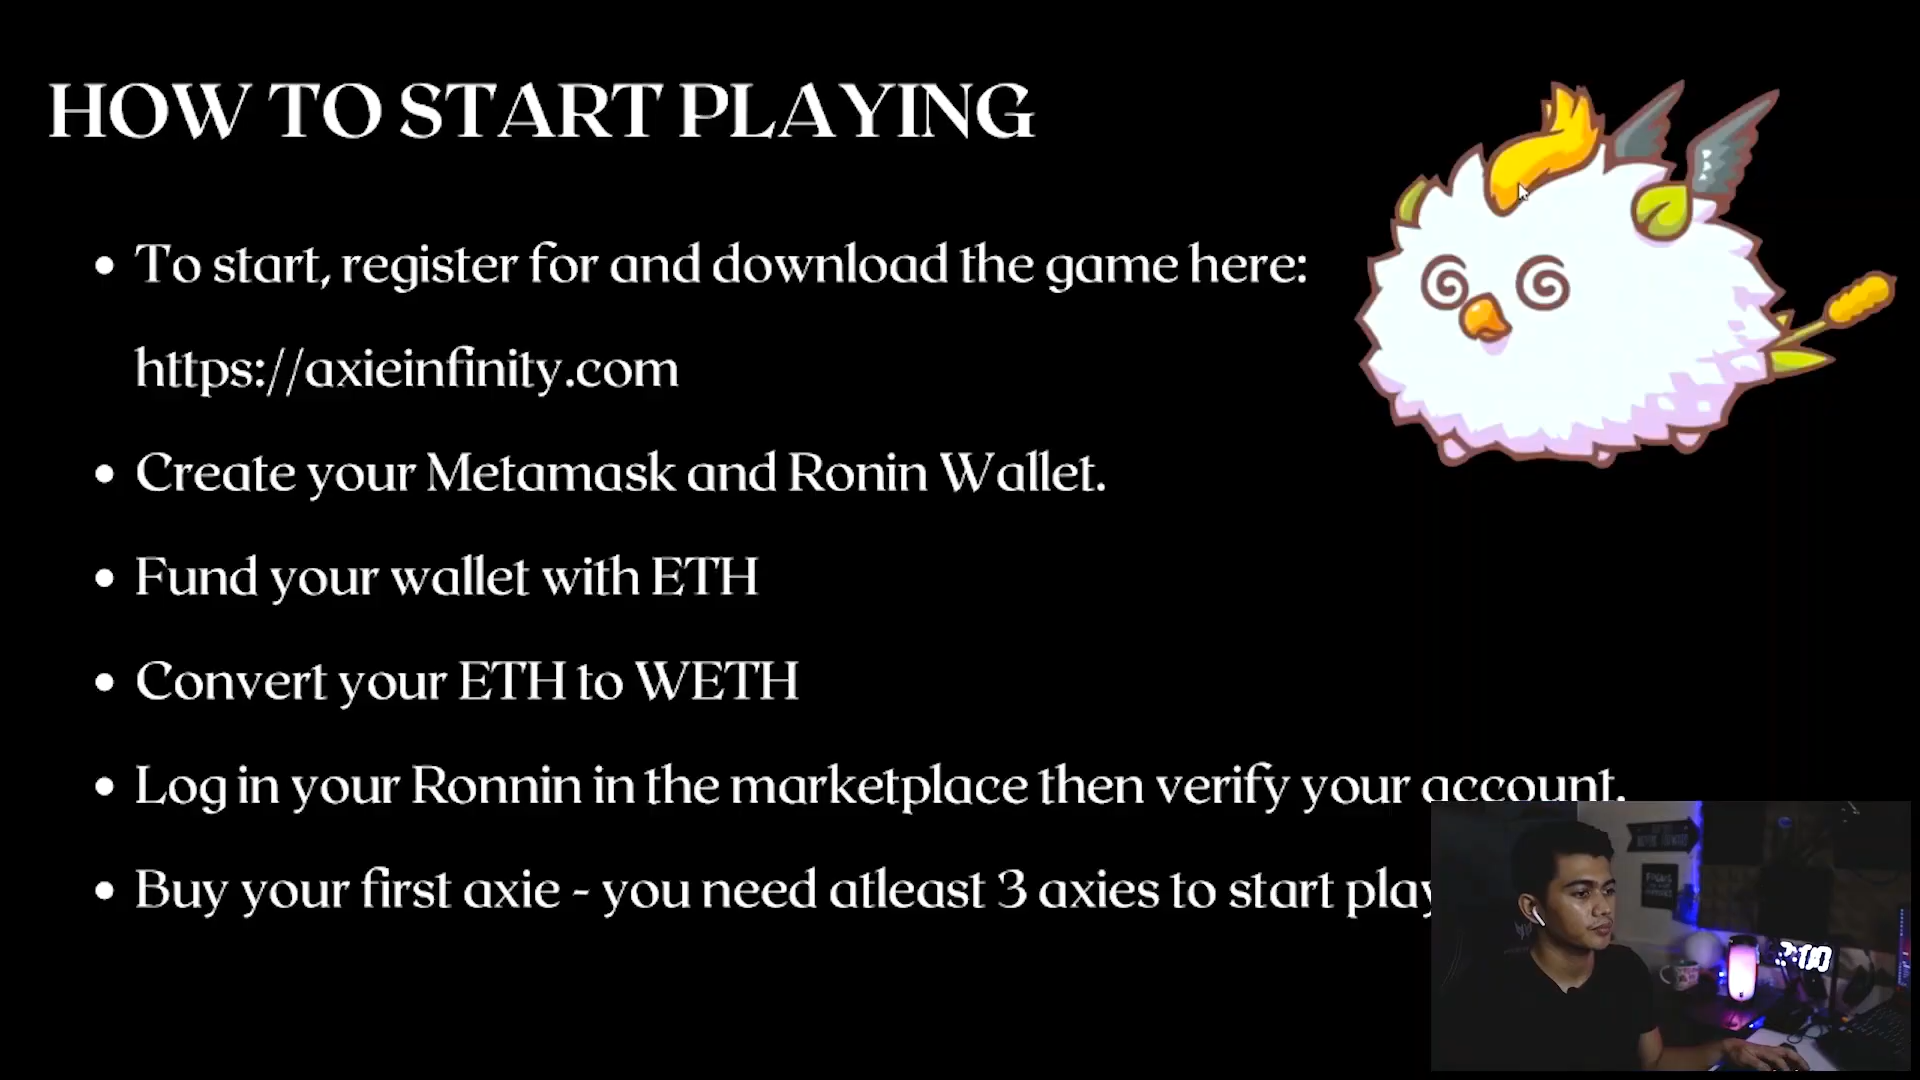 HOW TO START PLAYING
• To start, register for and download the game here:
https://axieinfinity.com
• Create your Metamask and Ronin Wallet.
• Fund your wallet with ETH
• Convert your ETH to WETH
• Log in your Ronnin in the marketplace then verify your account.
• Buy your first axie - you need atleast 3 axies to start play
FOCUS